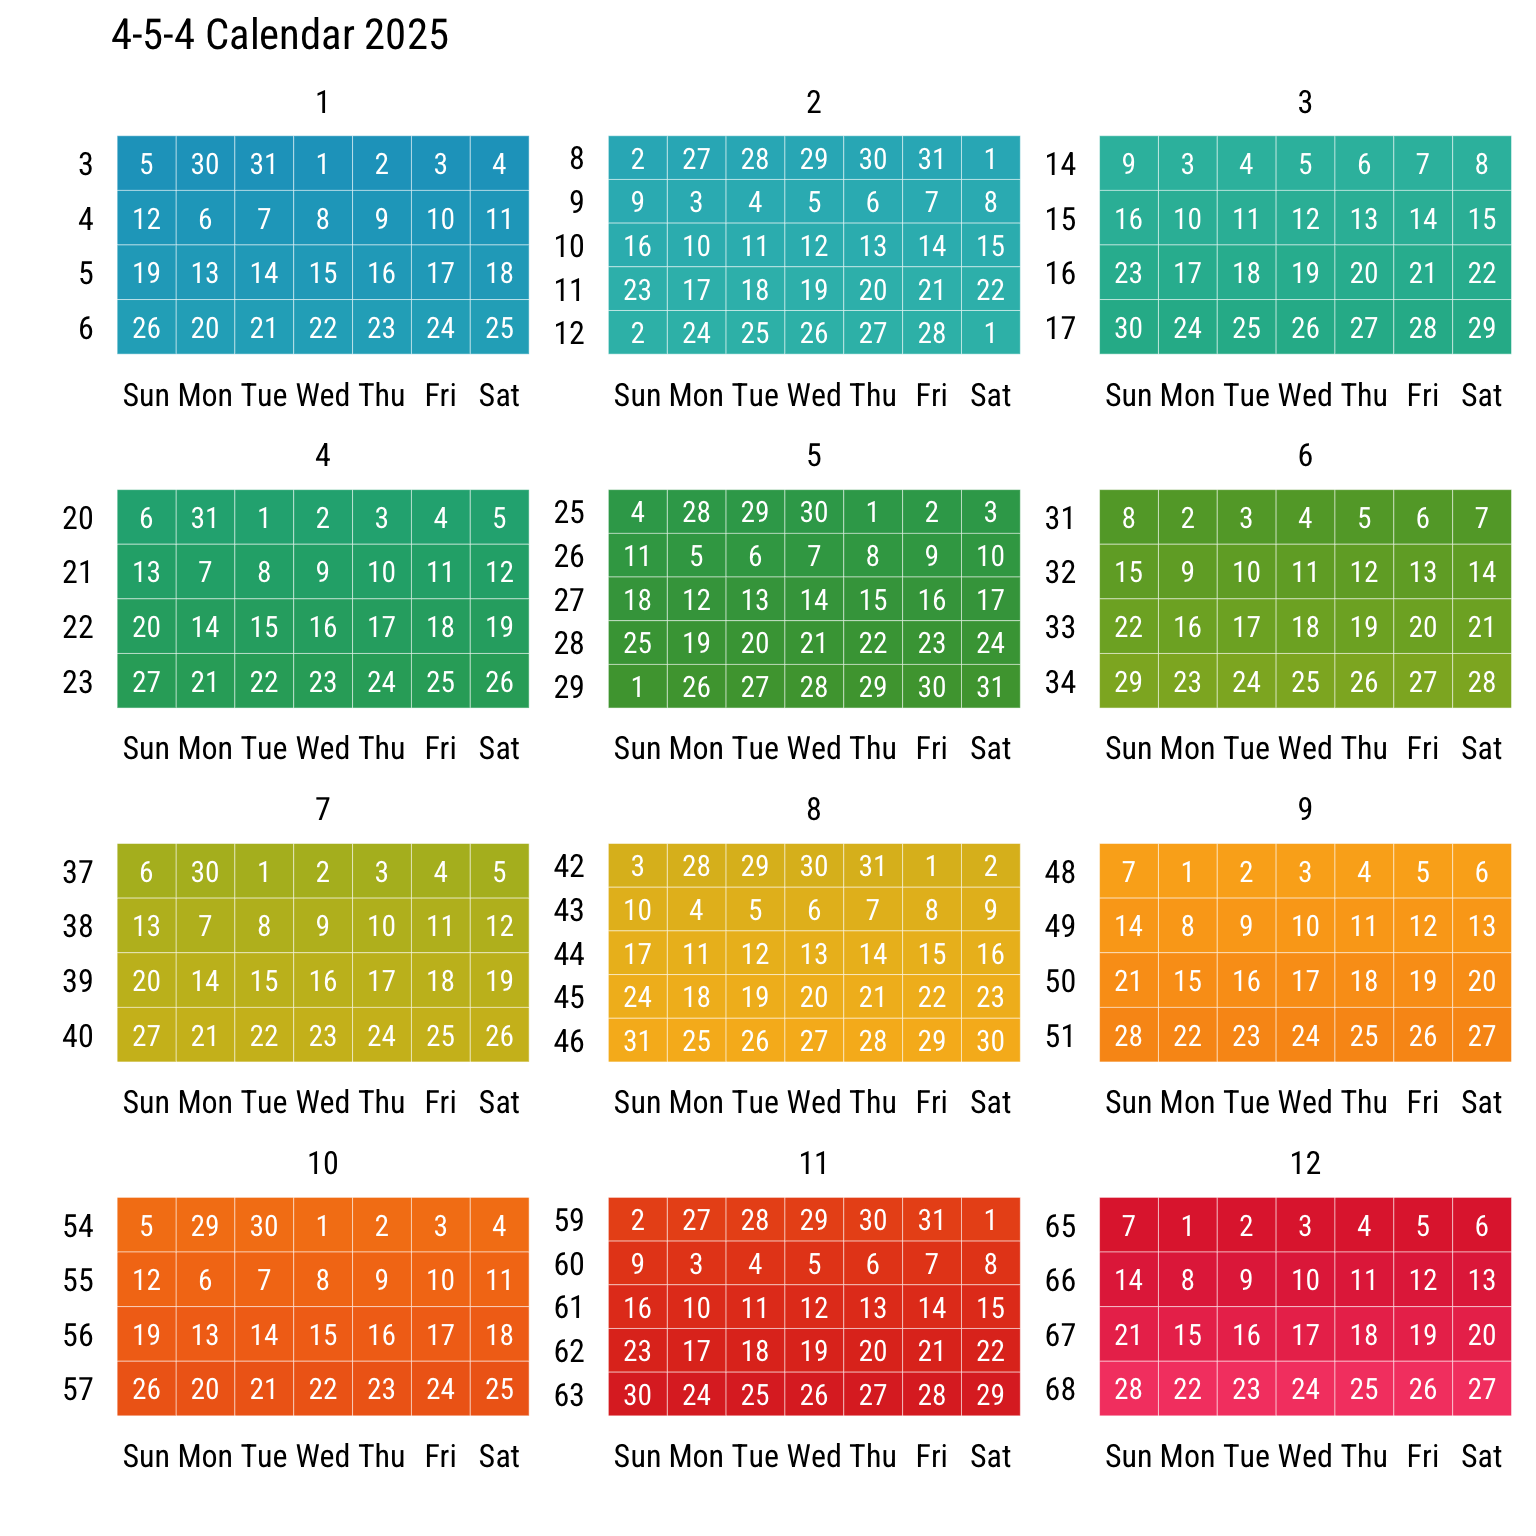 4-5-4 Calendar 2025
1
3 5 30 31 1 2 3 4
4 12 6 7 8 9 10 11
5 19 13 14 15 16 17 18
6 26 20 21 22 23 24 25
Sun Mon Tue Wed Thu Fri Sat
2
8 2 27 28 29 30 31 1
9 9 3 4 5 6 7 8
10 16 10 11 12 13 14 15
11 23 17 18 19 20 21 22
12 2 24 25 26 27 28 1
Sun Mon Tue Wed Thu Fri Sat
3
14 9 3 4 5 6 7 8
15 16 10 11 12 13 14 15
16 23 17 18 19 20 21 22
17 30 24 25 26 27 28 29
Sun Mon Tue Wed Thu Fri Sat
4
20 6 31 1 2 3 4 5
21 13 7 8 9 10 11 12
22 20 14 15 16 17 18 19
23 27 21 22 23 24 25 26
Sun Mon Tue Wed Thu Fri Sat
5
25 4 28 29 30 1 2 3
26 11 5 6 7 8 9 10
27 18 12 13 14 15 16 17
28 25 19 20 21 22 23 24
29 1 26 27 28 29 30 31
Sun Mon Tue Wed Thu Fri Sat
6
31 8 2 3 4 5 6 7
32 15 9 10 11 12 13 14
33 22 16 17 18 19 20 21
34 29 23 24 25 26 27 28
Sun Mon Tue Wed Thu Fri Sat
7
37 6 30 1 2 3 4 5
38 13 7 8 9 10 11 12
39 20 14 15 16 17 18 19
40 27 21 22 23 24 25 26
Sun Mon Tue Wed Thu Fri Sat
8
42 3 28 29 30 31 1 2
43 10 4 5 6 7 8 9
44 17 11 12 13 14 15 16
45 24 18 19 20 21 22 23
46 31 25 26 27 28 29 30
Sun Mon Tue Wed Thu Fri Sat
9
48 7 1 2 3 4 5 6
49 14 8 9 10 11 12 13
50 21 15 16 17 18 19 20
51 28 22 23 24 25 26 27
Sun Mon Tue Wed Thu Fri Sat
10
54 5 29 30 1 2 3 4
55 12 6 7 8 9 10 11
56 19 13 14 15 16 17 18
57 26 20 21 22 23 24 25
Sun Mon Tue Wed Thu Fri Sat
11
59 2 27 28 29 30 31 1
60 9 3 4 5 6 7 8
61 16 10 11 12 13 14 15
62 23 17 18 19 20 21 22
63 30 24 25 26 27 28 29
Sun Mon Tue Wed Thu Fri Sat
12
65 7 1 2 3 4 5 6
66 14 8 9 10 11 12 13
67 21 15 16 17 18 19 20
68 28 22 23 24 25 26 27
Sun Mon Tue Wed Thu Fri Sat